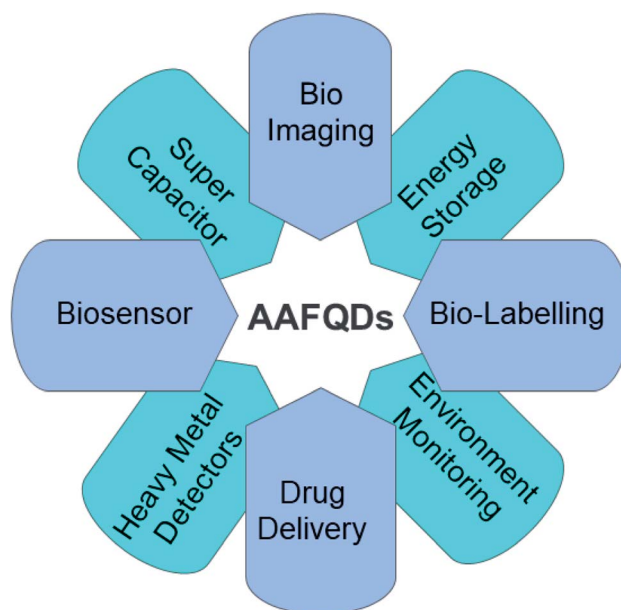 Bio
Imaging
Energy
Storage
Bio-Labelling
Environment
Monitoring
Drug
Delivery
Heavy Metal
Detectors
Biosensor
Super
Capacitor
AAFQDs